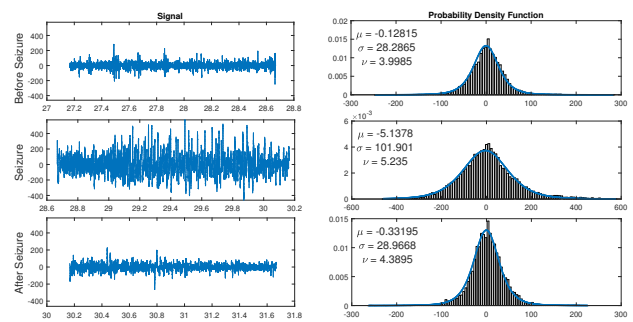 Signal
Before Seizure
400
200
0
-200
-400
27 27.2 27.4 27.6 27.8 28 28.2 28.4 28.6 28.8
Probability Density Function
0.02
0.015
0.01
0.005
0
μ = -0.12815
σ = 28.2865
ν = 3.9985
-300 -200 -100 0 100 200 300
Seizure
400
200
0
-200
-400
28.6 28.8 29 29.2 29.4 29.6 29.8 30 30.2
×10⁻³
6
4
2
0
μ = -5.1378
σ = 101.901
ν = 5.235
-600 -400 -200 0 200 400 600
After Seizure
400
200
0
-200
-400
30 30.2 30.4 30.6 30.8 31 31.2 31.4 31.6 31.8
0.015
0.01
0.005
0
μ = -0.33195
σ = 28.9668
ν = 4.3895
-300 -200 -100 0 100 200 300